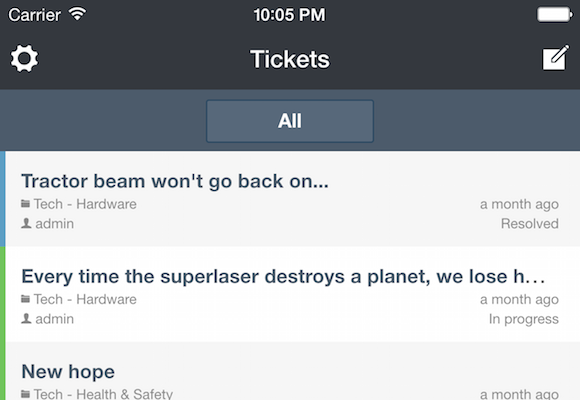 Carrier 10:05 PM
Tickets
All
Tractor beam won't go back on...
Tech - Hardware a month ago
admin Resolved
Every time the superlaser destroys a planet, we lose h...
Tech - Hardware a month ago
admin In progress
New hope
Tech - Health & Safety a month ago